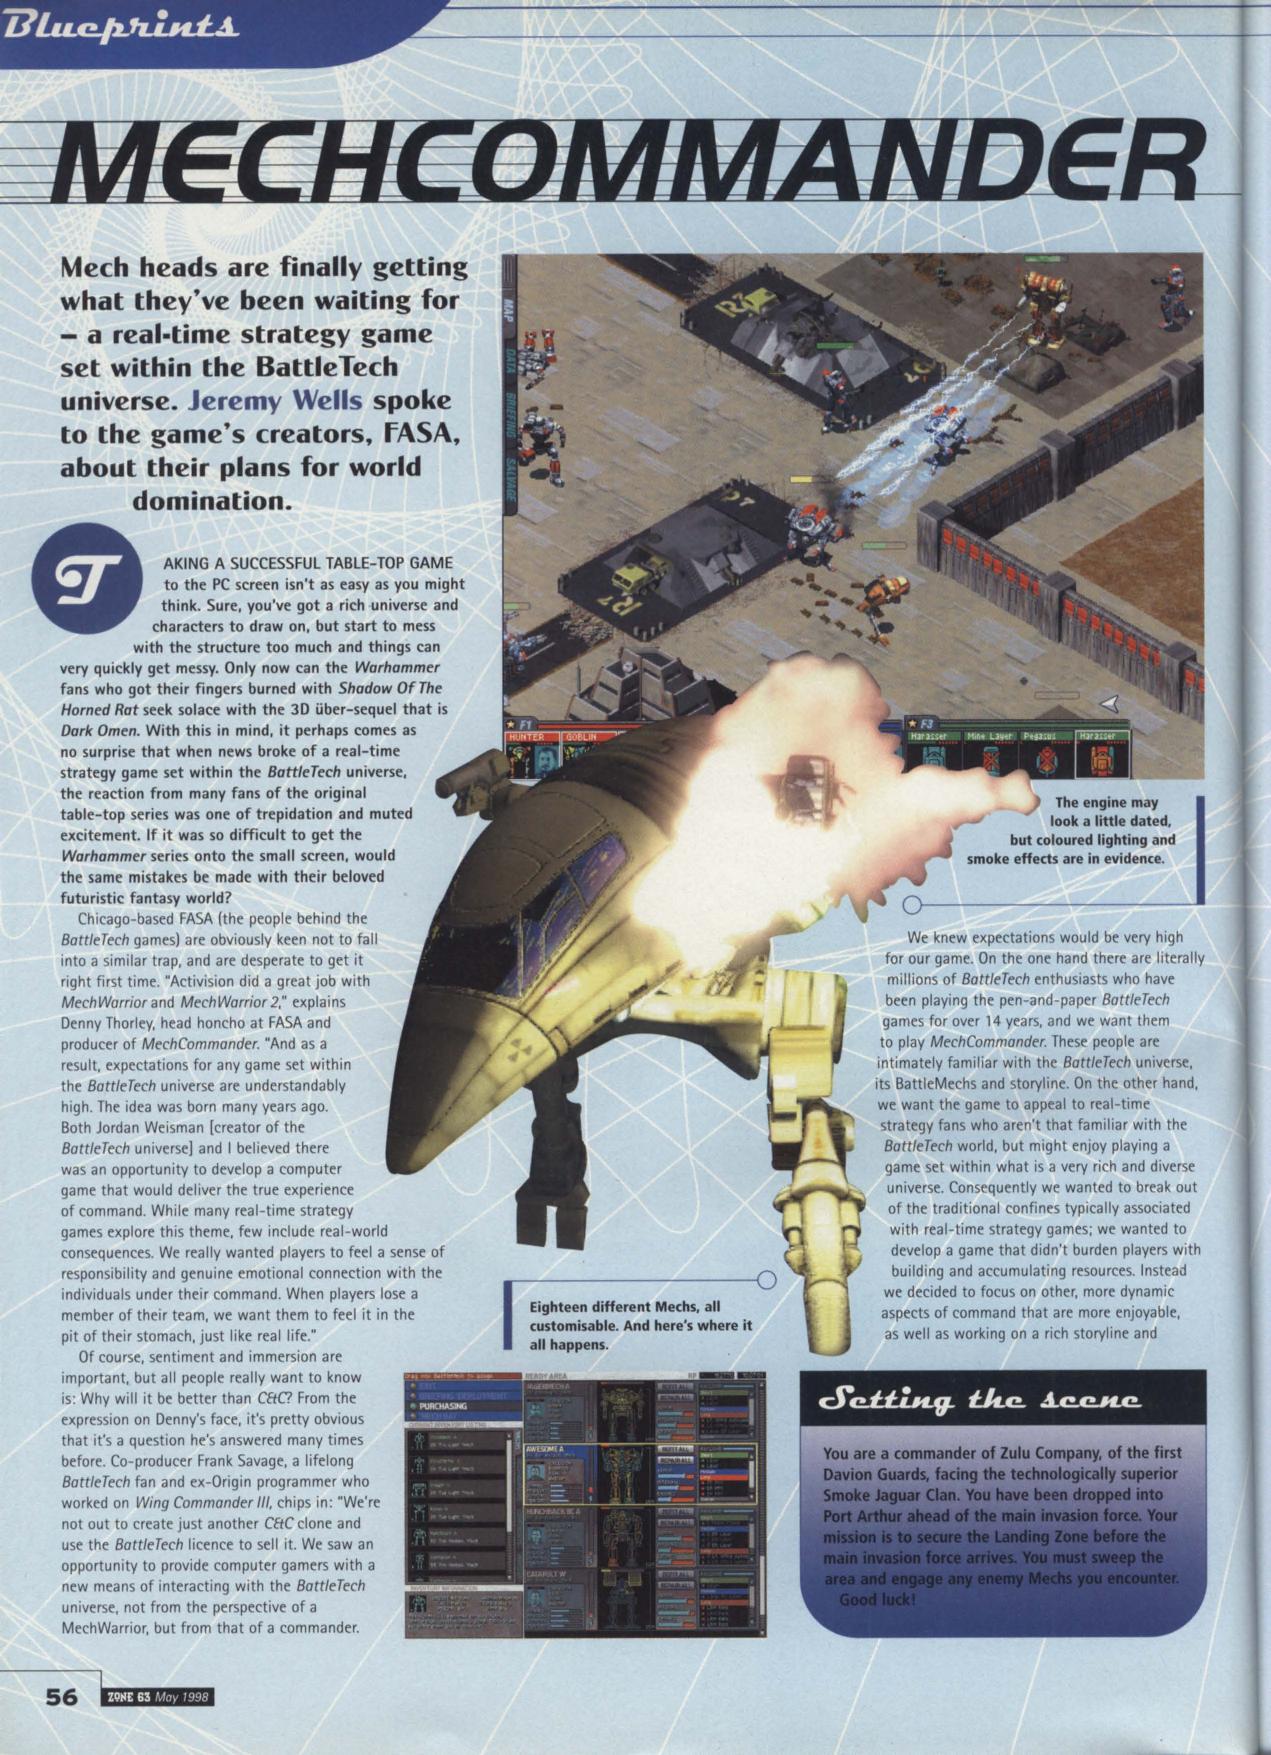 Blueprints
MECHCOMMANDER
Mech heads are finally getting
what they've been waiting for
– a real-time strategy game
set within the BattleTech
universe. Jeremy Wells spoke
to the game's creators, FASA,
about their plans for world
domination.
TAKING A SUCCESSFUL TABLE-TOP GAME
to the PC screen isn't as easy as you might
think. Sure, you've got a rich universe and
characters to draw on, but start to mess
with the structure too much and things can
very quickly get messy. Only now can the Warhammer
fans who got their fingers burned with Shadow Of The
Horned Rat seek solace with the 3D über-sequel that is
Dark Omen. With this in mind, it perhaps comes as
no surprise that when news broke of a real-time
strategy game set within the BattleTech universe,
the reaction from many fans of the original
table-top series was one of trepidation and muted
excitement. If it was so difficult to get the
Warhammer series onto the small screen, would
the same mistakes be made with their beloved
futuristic fantasy world?
Chicago-based FASA (the people behind the
BattleTech games) are obviously keen not to fall
into a similar trap, and are desperate to get it
right first time. "Activision did a great job with
MechWarrior and MechWarrior 2," explains
Denny Thorley, head honcho at FASA and
producer of MechCommander. "And as a
result, expectations for any game set within
the BattleTech universe are understandably
high. The idea was born many years ago.
Both Jordan Weisman [creator of the
BattleTech universe] and I believed there
was an opportunity to develop a computer
game that would deliver the true experience
of command. While many real-time strategy
games explore this theme, few include real-world
consequences. We really wanted players to feel a sense of
responsibility and genuine emotional connection with the
individuals under their command. When players lose a
member of their team, we want them to feel it in the
pit of their stomach, just like real life."
Of course, sentiment and immersion are
important, but all people really want to know
is: Why will it be better than C&C? From the
expression on Denny's face, it's pretty obvious
that it's a question he's answered many times
before. Co-producer Frank Savage, a lifelong
BattleTech fan and ex-Origin programmer who
worked on Wing Commander III, chips in: "We're
not out to create just another C&C clone and
use the BattleTech licence to sell it. We saw an
opportunity to provide computer gamers with a
new means of interacting with the BattleTech
universe, not from the perspective of a
MechWarrior, but from that of a commander.
MAP
DATA
BRIEFING
SALVAGE
R7
R7
F1
HUNTER GOBLIN
F3
Harasser Mine Layer Pegasus Harasser
The engine may
look a little dated,
but coloured lighting and
smoke effects are in evidence.
We knew expectations would be very high
for our game. On the one hand there are literally
millions of BattleTech enthusiasts who have
been playing the pen-and-paper BattleTech
games for over 14 years, and we want them
to play MechCommander. These people are
intimately familiar with the BattleTech universe,
its BattleMechs and storyline. On the other hand,
we want the game to appeal to real-time
strategy fans who aren't that familiar with the
BattleTech world, but might enjoy playing a
game set within what is a very rich and diverse
universe. Consequently we wanted to break out
of the traditional confines typically associated
with real-time strategy games; we wanted to
develop a game that didn't burden players with
building and accumulating resources. Instead
we decided to focus on other, more dynamic
aspects of command that are more enjoyable,
as well as working on a rich storyline and
Eighteen different Mechs, all
customisable. And here's where it
all happens.
PURCHASING
READY AREA
RP
JAGERMECH A
AWESOME A
REFIT ALL
REPAIR ALL
CATAPULT W
INVENTORY INFORMATION
Setting the scene
You are a commander of Zulu Company, of the first
Davion Guards, facing the technologically superior
Smoke Jaguar Clan. You have been dropped into
Port Arthur ahead of the main invasion force. Your
mission is to secure the Landing Zone before the
main invasion force arrives. You must sweep the
area and engage any enemy Mechs you encounter.
Good luck!
56 ZONE 63 May 1998